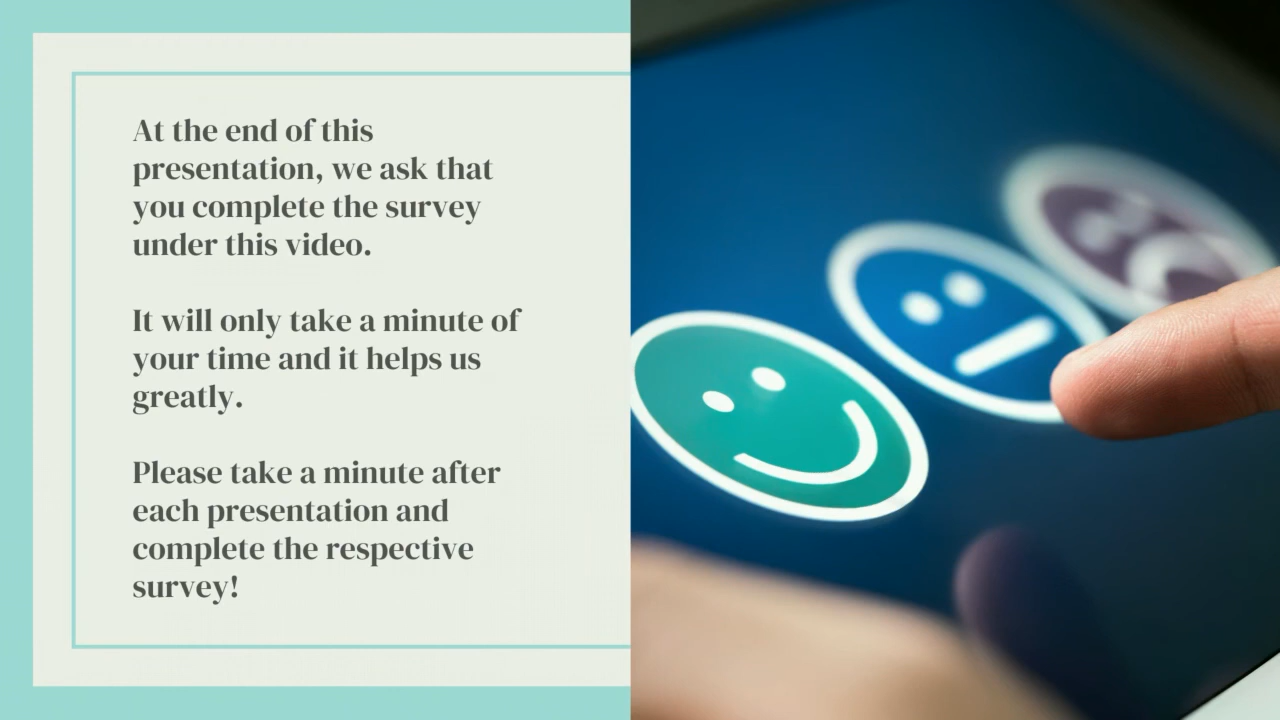 At the end of this
presentation, we ask that
you complete the survey
under this video.
It will only take a minute of
your time and it helps us
greatly.
Please take a minute after
each presentation and
complete the respective
survey!